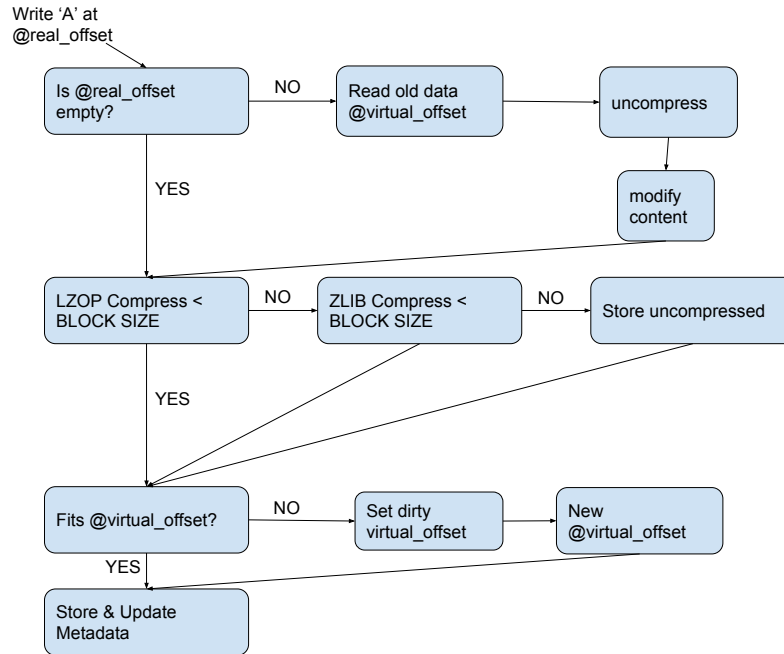 Write ‘A’ at
@real_offset
Is @real_offset
empty?
NO
Read old data
@virtual_offset
uncompress
YES
modify
content
LZOP Compress <
BLOCK SIZE
NO
ZLIB Compress <
BLOCK SIZE
NO
Store uncompressed
YES
Fits @virtual_offset?
NO
Set dirty
virtual_offset
New
@virtual_offset
YES
Store & Update
Metadata